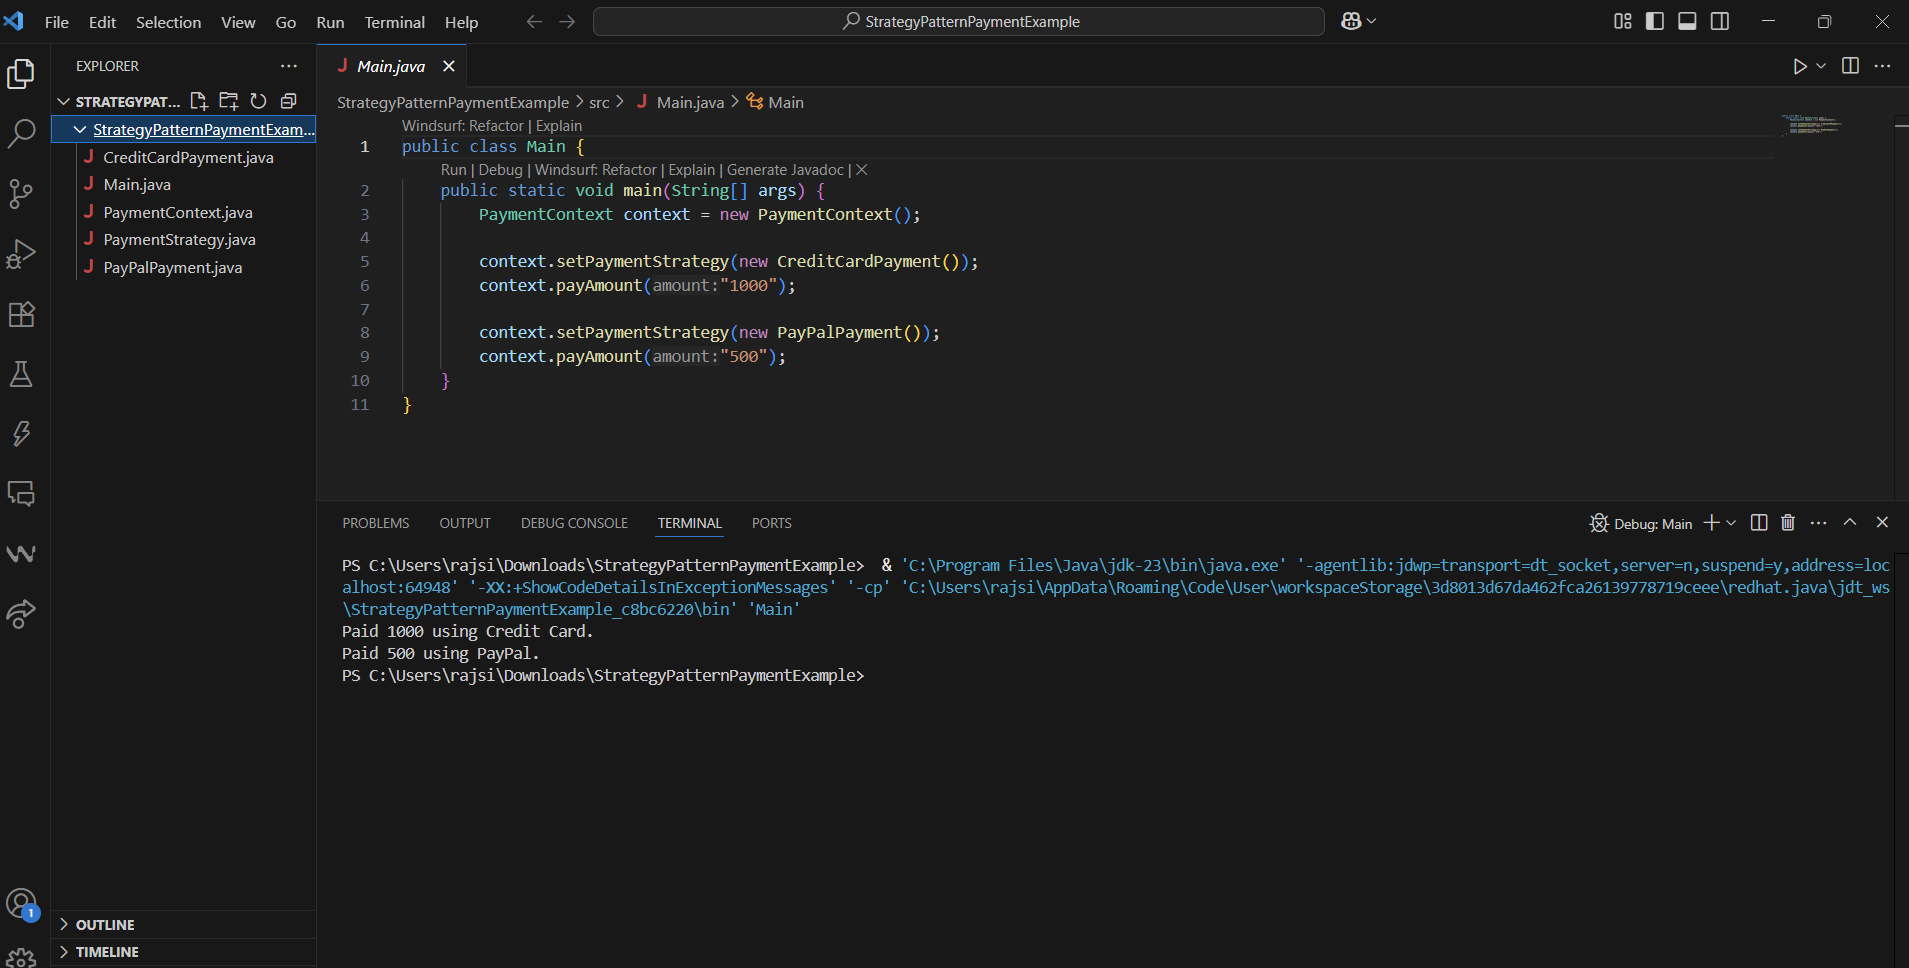 File Edit Selection View Go Run Terminal Help
StrategyPatternPaymentExample
EXPLORER
STRATEGYPAT...
StrategyPatternPaymentExam...
CreditCardPayment.java
Main.java
PaymentContext.java
PaymentStrategy.java
PayPalPayment.java
1
OUTLINE
TIMELINE
Main.java
StrategyPatternPaymentExample > src > Main.java > Main
Windsurf: Refactor | Explain
1 public class Main {
Run | Debug | Windsurf: Refactor | Explain | Generate Javadoc | X
2 public static void main(String[] args) {
3 PaymentContext context = new PaymentContext();
4
5 context.setPaymentStrategy(new CreditCardPayment());
6 context.payAmount(amount:"1000");
7
8 context.setPaymentStrategy(new PayPalPayment());
9 context.payAmount(amount:"500");
10 }
11 }
PROBLEMS OUTPUT DEBUG CONSOLE TERMINAL PORTS
Debug: Main
PS C:\Users\rajsi\Downloads\StrategyPatternPaymentExample> & 'C:\Program Files\Java\jdk-23\bin\java.exe' '-agentlib:jdwp=transport=dt_socket,server=n,suspend=y,address=loc
alhost:64948' '-XX:+ShowCodeDetailsInExceptionMessages' '-cp' 'C:\Users\rajsi\AppData\Roaming\Code\User\workspaceStorage\3d8013d67da462fca26139778719ceee\redhat.java\jdt_ws
\StrategyPatternPaymentExample_c8bc6220\bin' 'Main'
Paid 1000 using Credit Card.
Paid 500 using PayPal.
PS C:\Users\rajsi\Downloads\StrategyPatternPaymentExample>